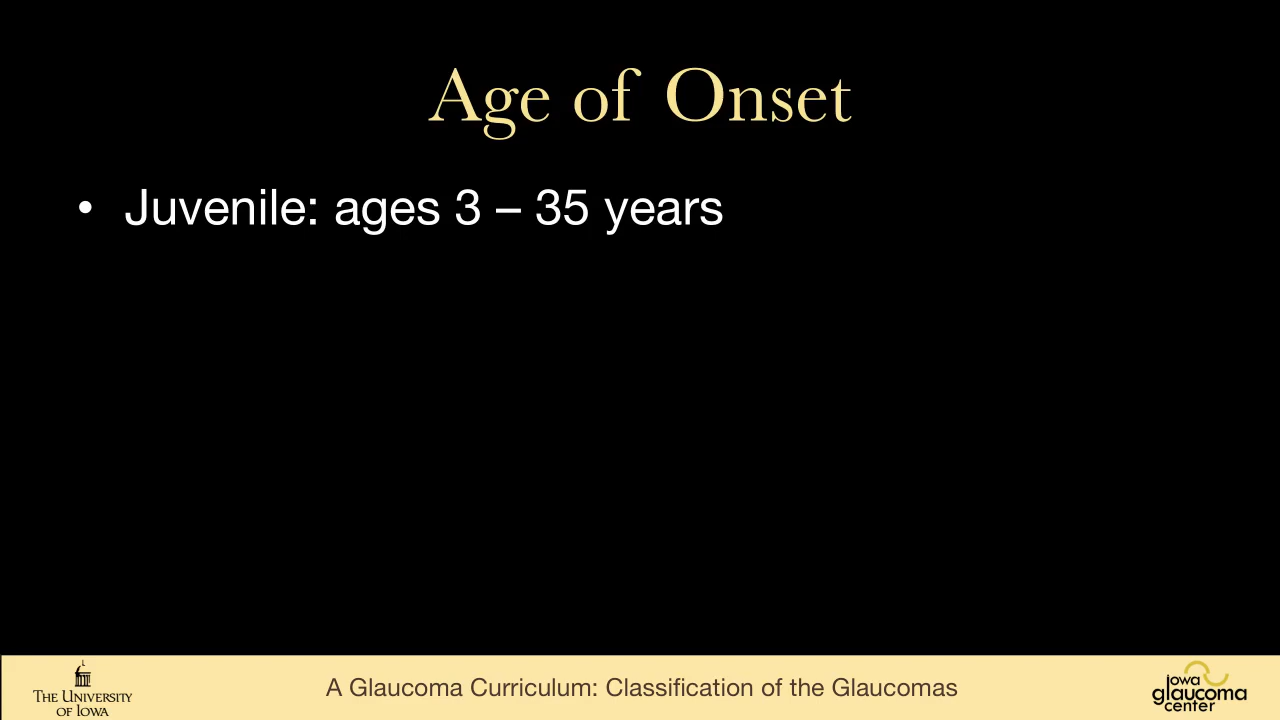 Age of Onset
• Juvenile: ages 3 – 35 years
THE UNIVERSITY
OF IOWA
A Glaucoma Curriculum: Classification of the Glaucomas
iowa
glaucoma
center